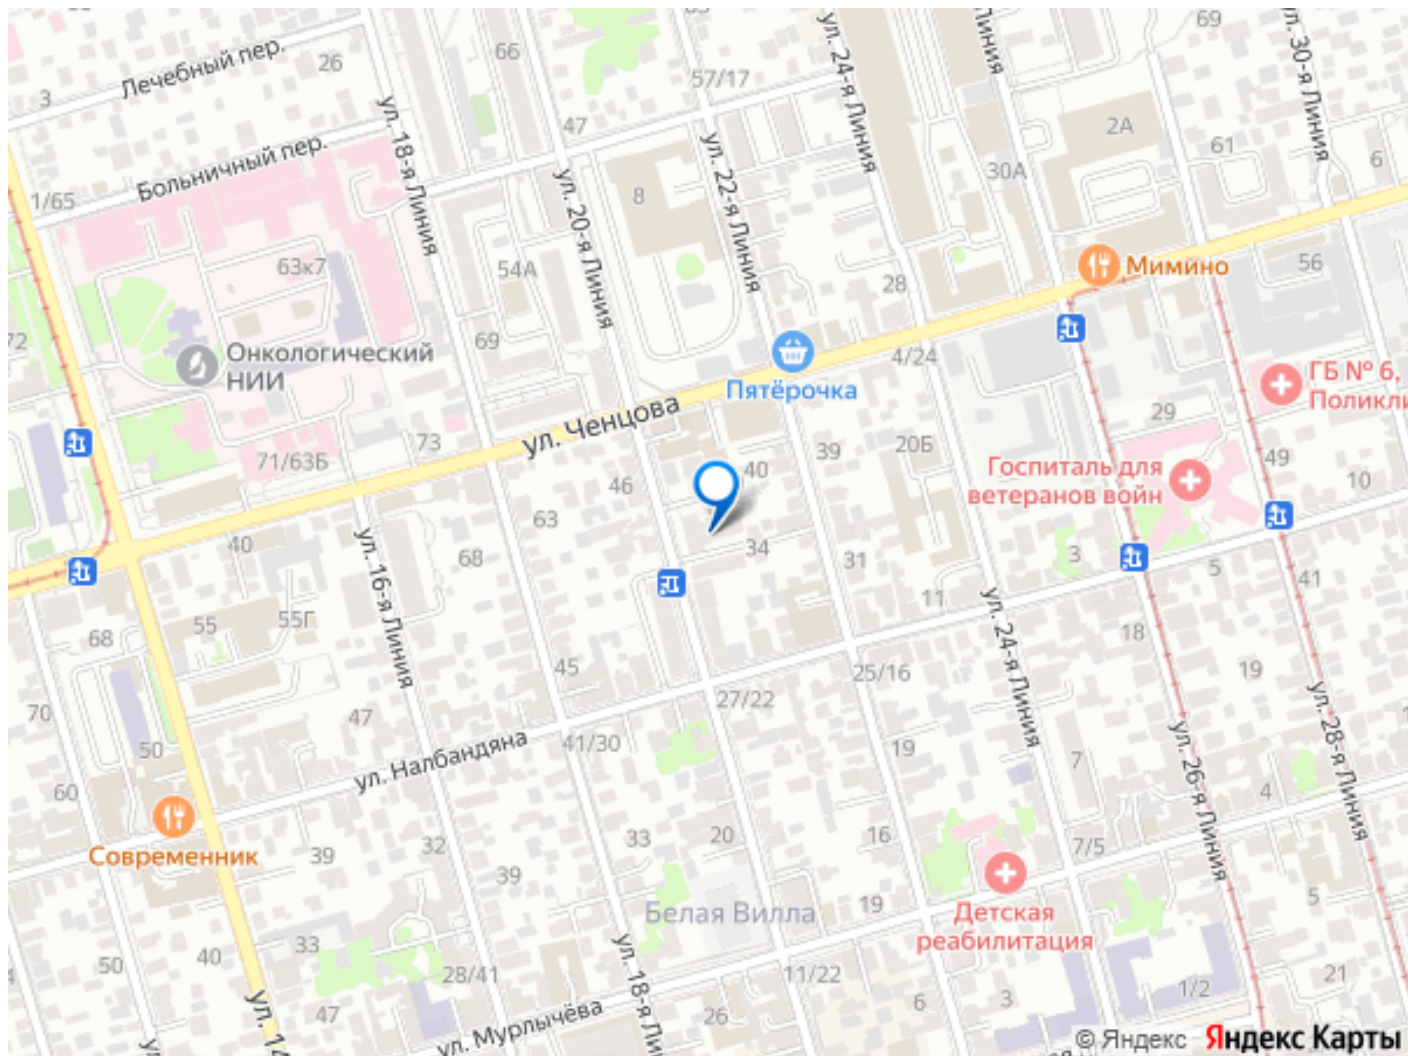 69
ул. 24-я Линия
Линия
ул. 30-я Линия
66
57/17
Лечебный пер.
26
3
47
2А
61
6
ул. 18-я Линия
Больничный пер.
ул. 22-я Линия
30А
1/65
8
ул. 20-я Линия
63к7
54А
Мимино
56
28
72
69
Онкологический
НИИ
4/24
Пятёрочка
ГБ № 6,
Поликли
29
ул. Ченцова
73
39
20Б
71/63Б
46
40
Госпиталь для
ветеранов войн
49
10
63
40
ул. 16-я Линия
68
34
31
3
5
41
11
68
55
55Г
18
ул. 24-я Линия
45
25/16
19
70
47
27/22
41/30
ул. Налбандяна
50
19
7
ул. 26-я Линия
ул. 28-я Линия
60
4
Современник
39
32
33
20
16
7/5
39
5
Белая Вилла
19
Детская
реабилитация
33
40
50
28/41
ул. 18-я Ли
11/22
21
4
47
ул. 14
ул. Мурлычёва
26
6
3
1/2
© Яндекс Яндекс Карты